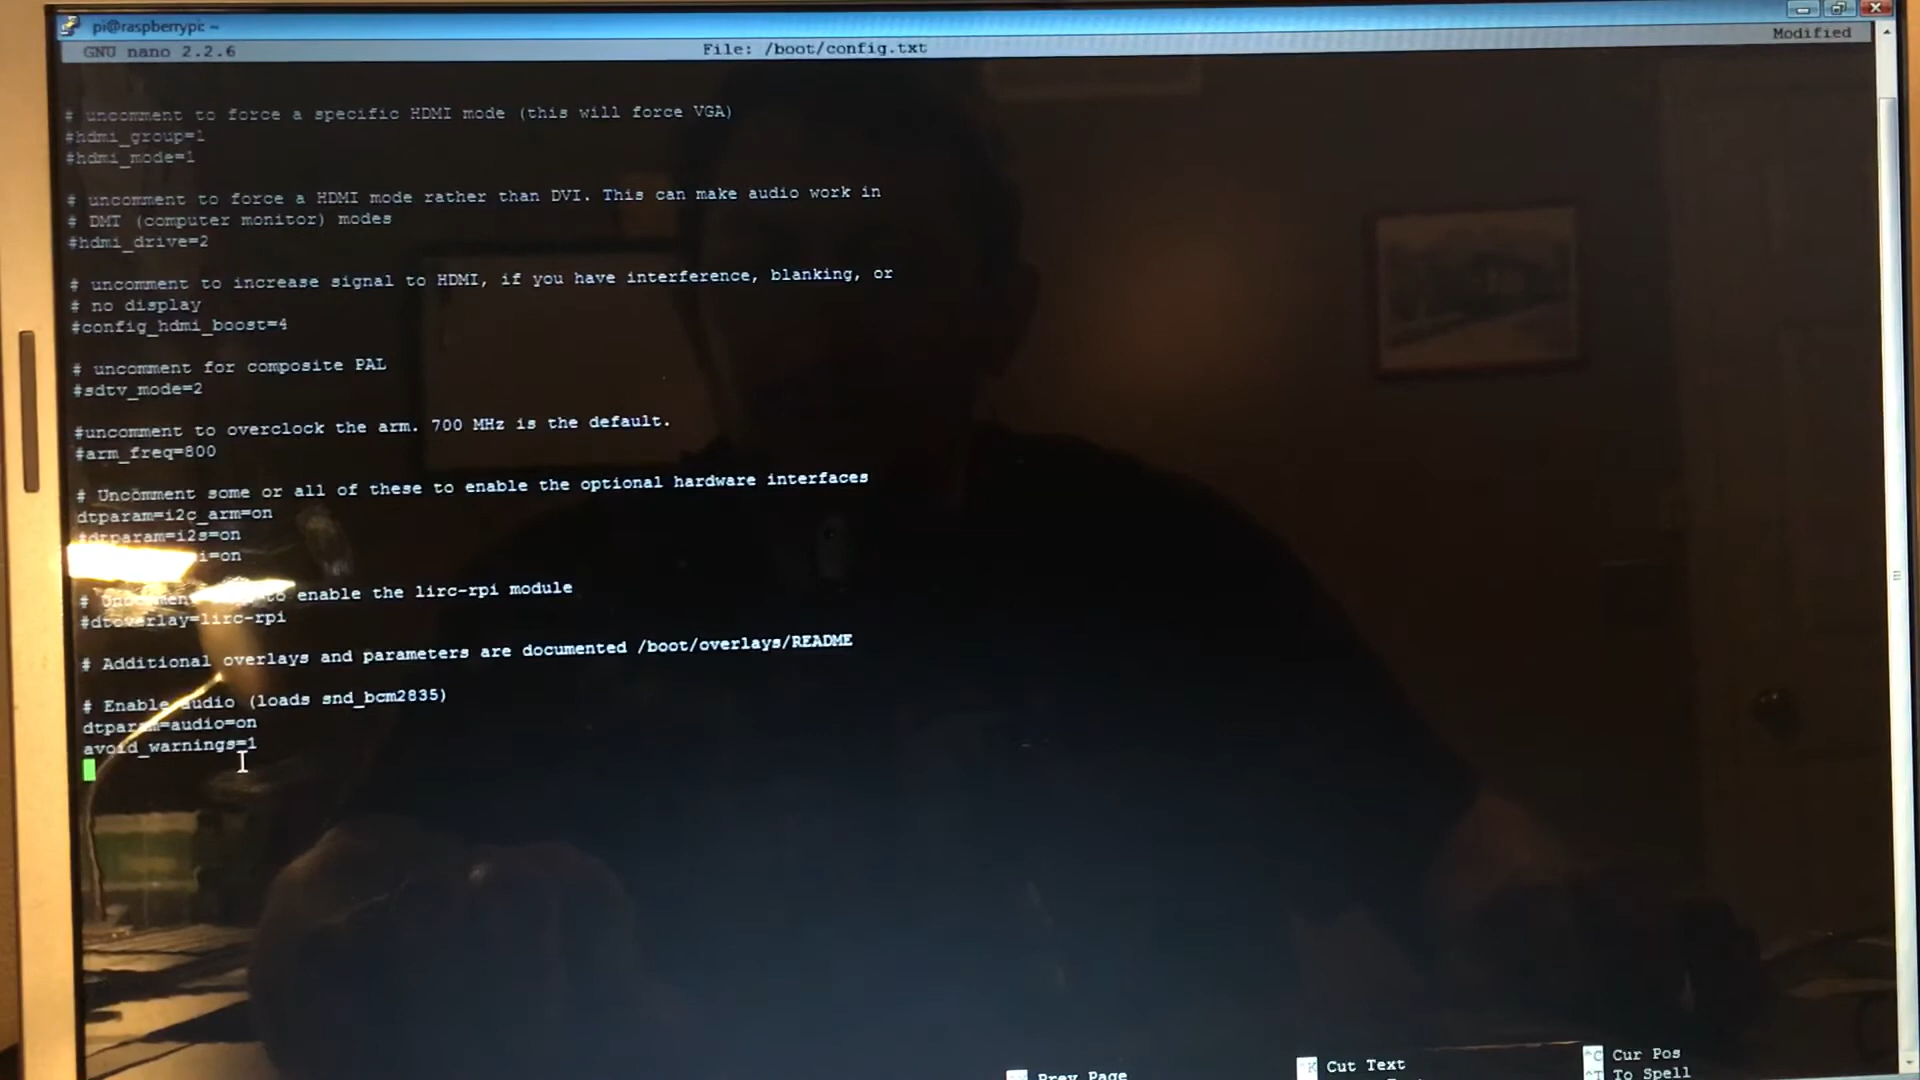 pi@raspberrypi: ~
GNU nano 2.2.6
File: /boot/config.txt
Modified
# uncomment to force a specific HDMI mode (this will force VGA)
#hdmi_group=1
#hdmi_mode=1
# uncomment to force a HDMI mode rather than DVI. This can make audio work in
# DMT (computer monitor) modes
#hdmi_drive=2
# uncomment to increase signal to HDMI, if you have interference, blanking, or
# no display
#config_hdmi_boost=4
# uncomment for composite PAL
#sdtv_mode=2
#uncomment to overclock the arm. 700 MHz is the default.
#arm_freq=800
# Uncomment some or all of these to enable the optional hardware interfaces
dtparam=i2c_arm=on
#dtparam=i2s=on
i=on
# Uncomment to enable the lirc-rpi module
#dtoverlay=lirc-rpi
# Additional overlays and parameters are documented /boot/overlays/README
# Enable audio (loads snd_bcm2835)
dtparam=audio=on
avoid_warnings=1
Prev Page
^K Cut Text
^C Cur Pos
^T To Spell